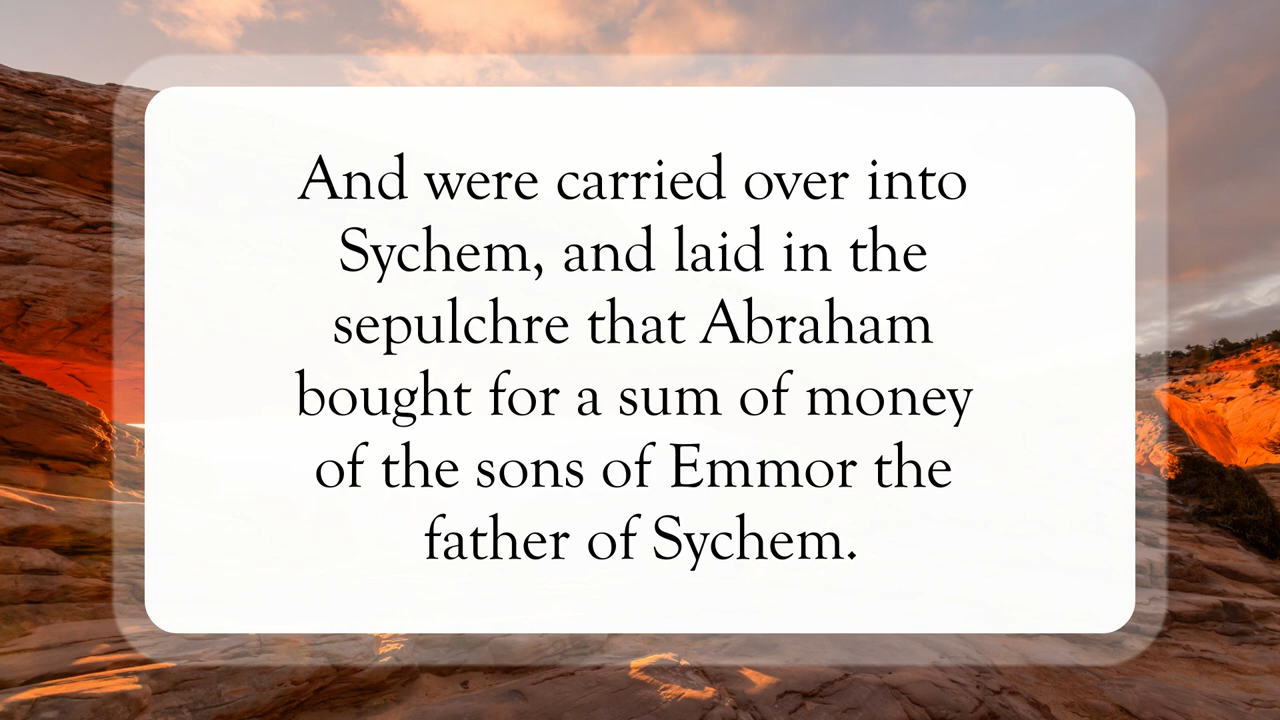 And were carried over into
Sychem, and laid in the
sepulchre that Abraham
bought for a sum of money
of the sons of Emmor the
father of Sychem.